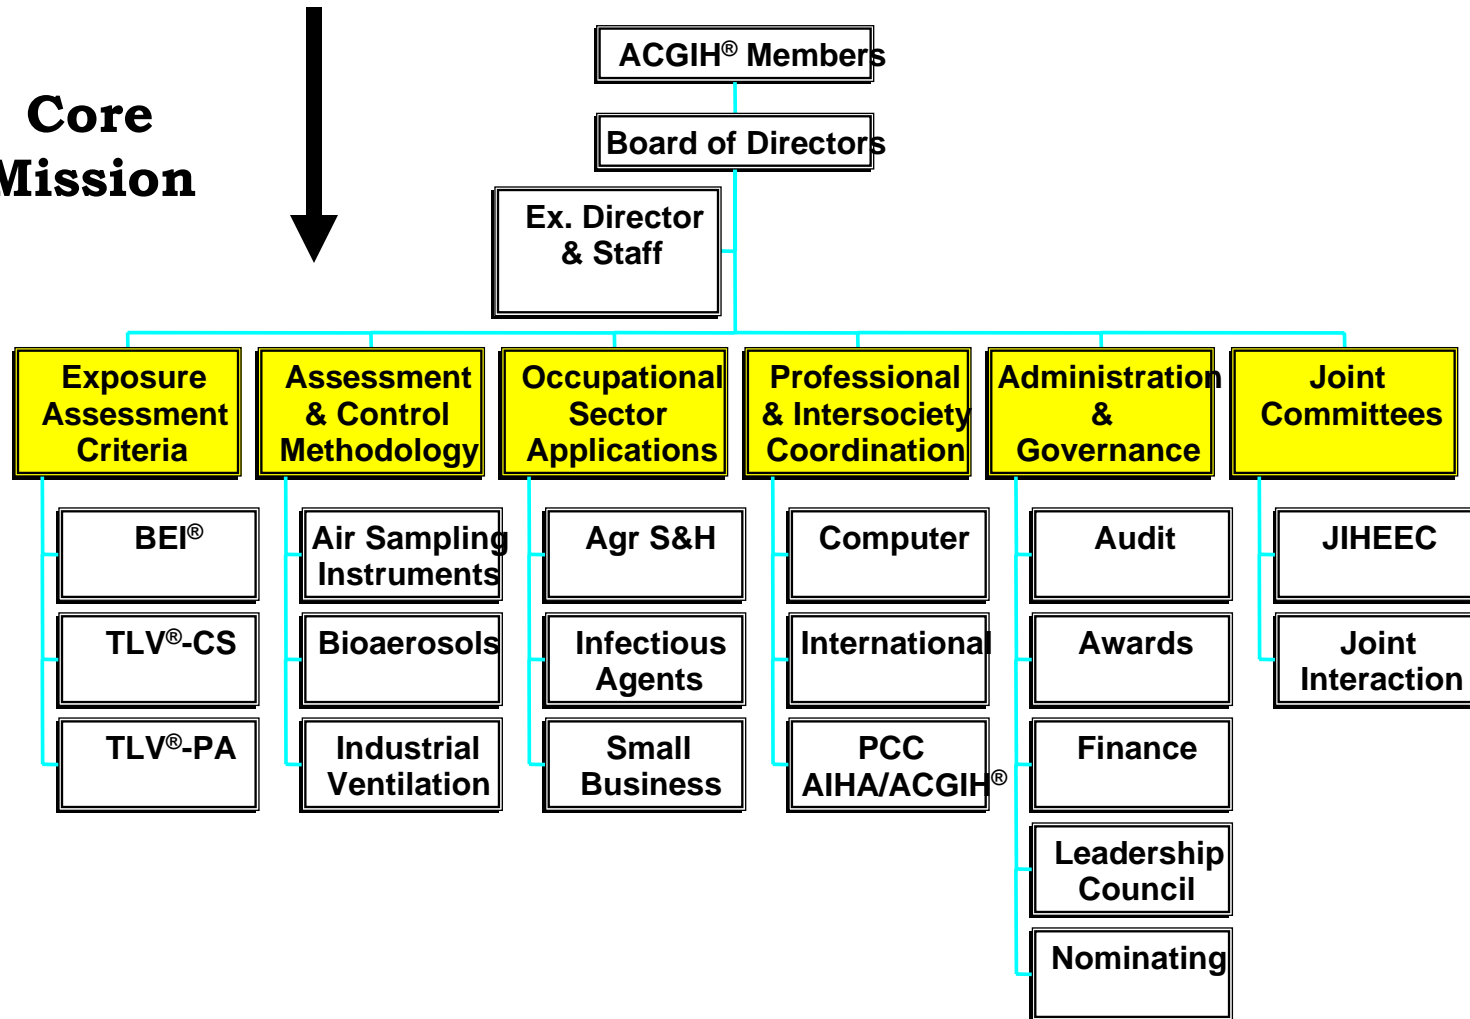 ACGIH® Members
Core
Mission
Board of Directors
Ex. Director
& Staff
Exposure
Assessment
Criteria
BEI®
TLV®-CS
TLV®-PA
Assessment
& Control
Methodology
Air Sampling
Instruments
Bioaerosols
Industrial
Ventilation
Occupational
Sector
Applications
Agr S&H
Infectious
Agents
Small
Business
Professional
& Intersociety
Coordination
Computer
International
PCC
AIHA/ACGIH®
Administration
&
Governance
Audit
Awards
Finance
Leadership
Council
Nominating
Joint
Committees
JIHEEC
Joint
Interaction